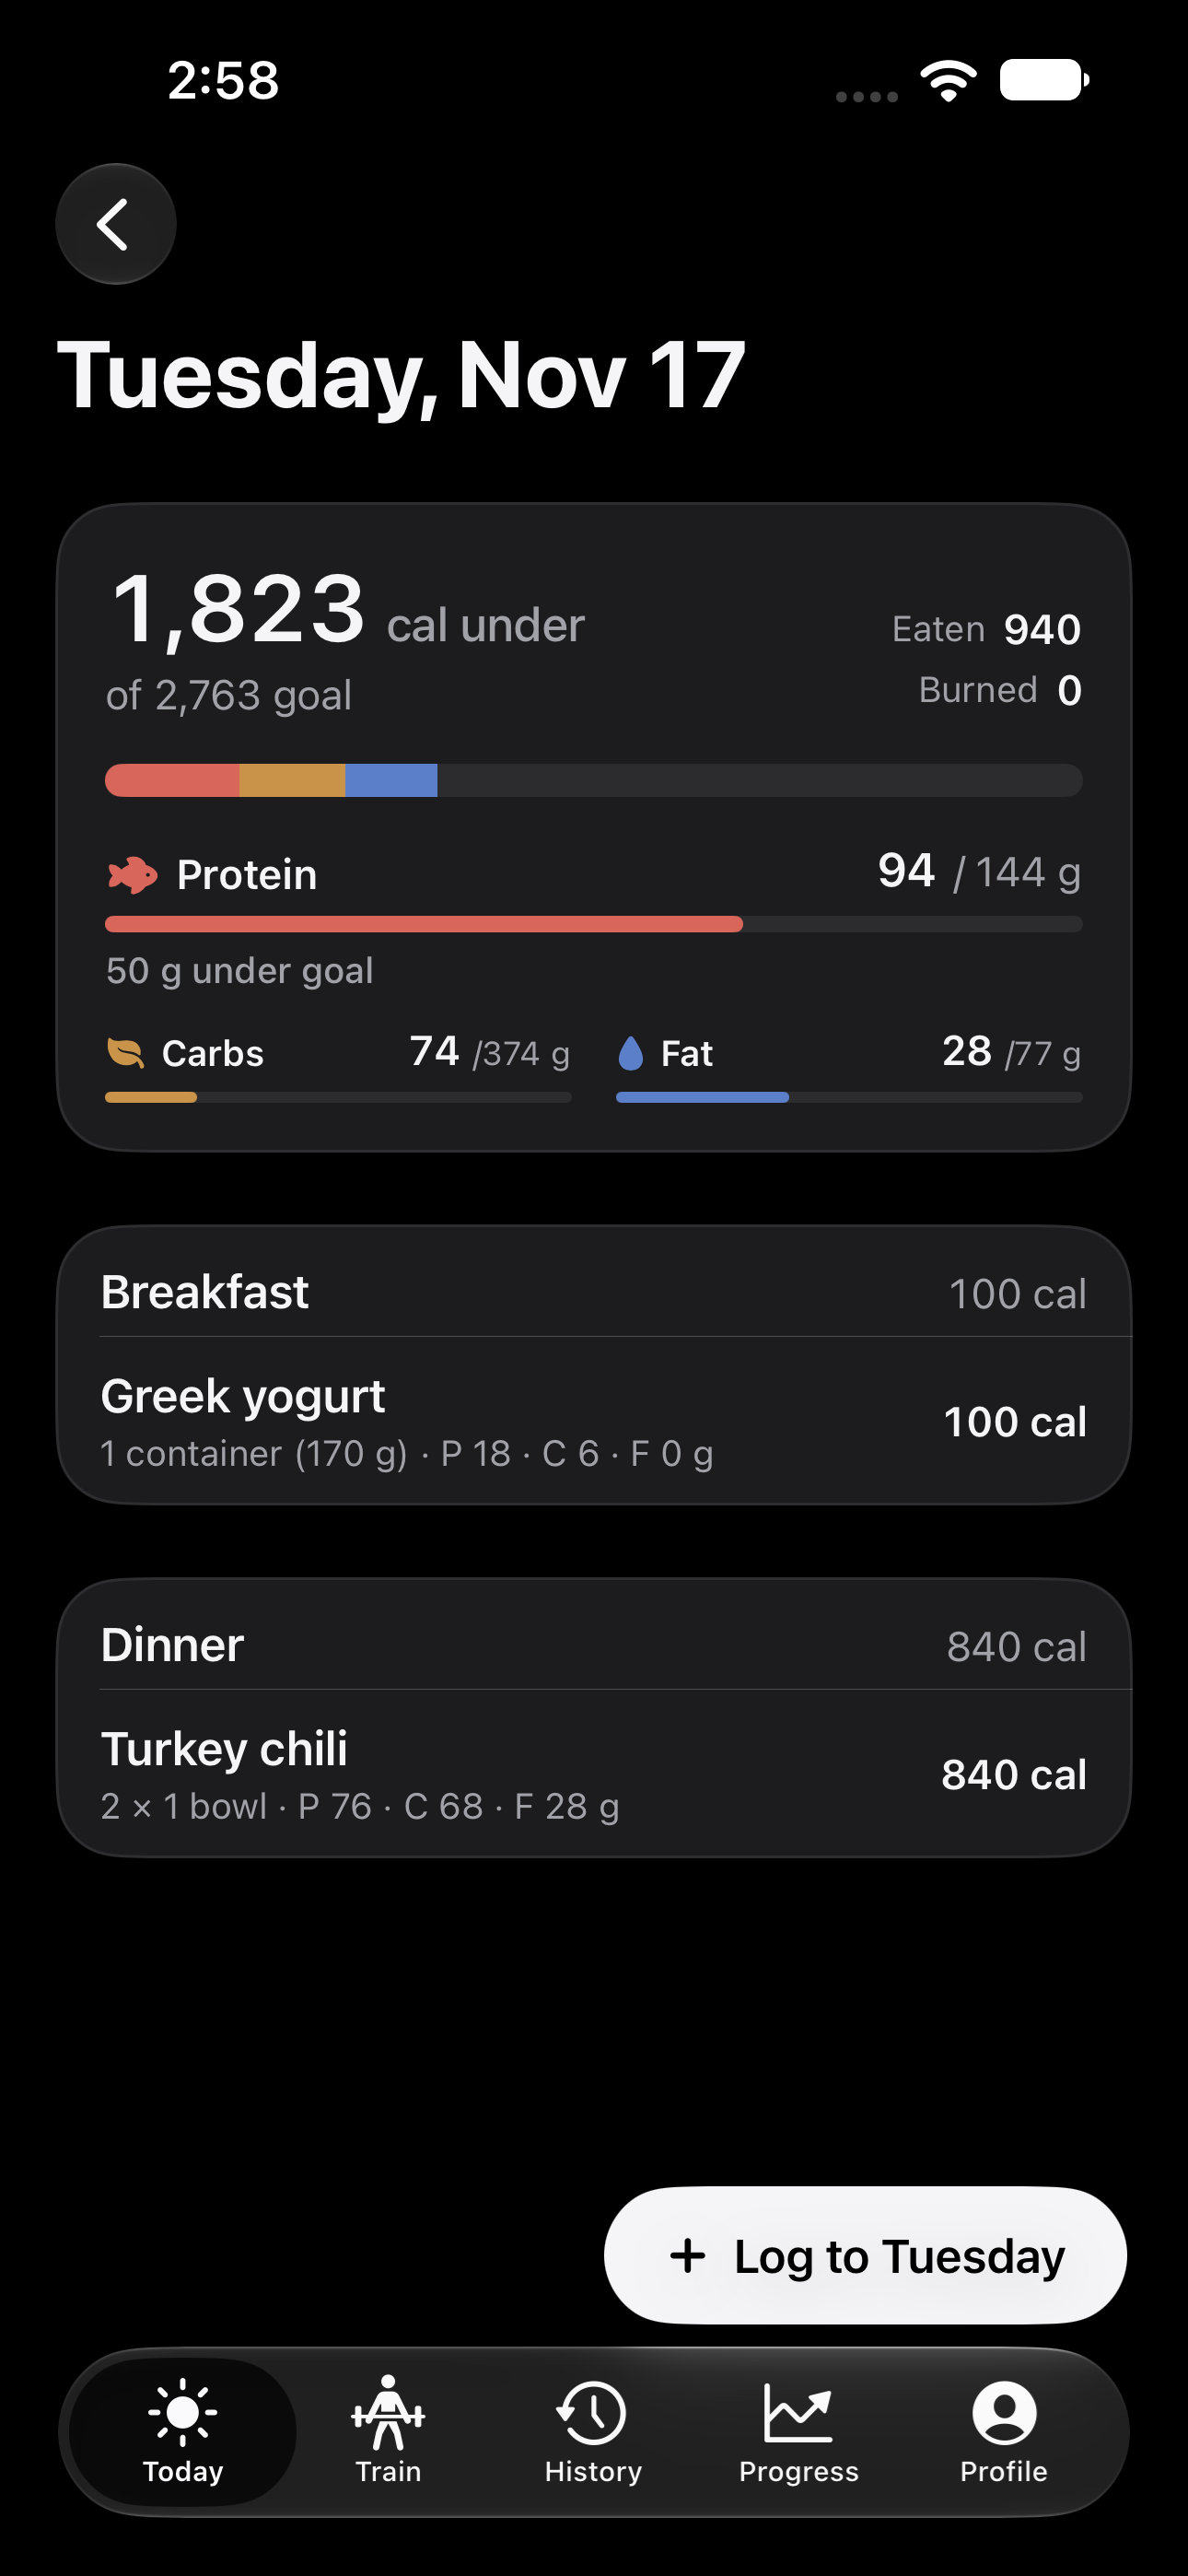 2:58
Tuesday, Nov 17
1,823 cal under
of 2,763 goal
Eaten 940
Burned 0
Protein 94 / 144 g
50 g under goal
Carbs 74 /374 g
Fat 28 /77 g
Breakfast 100 cal
Greek yogurt
1 container (170 g) · P 18 · C 6 · F 0 g
100 cal
Dinner 840 cal
Turkey chili
2 × 1 bowl · P 76 · C 68 · F 28 g
840 cal
+ Log to Tuesday
Today Train History Progress Profile